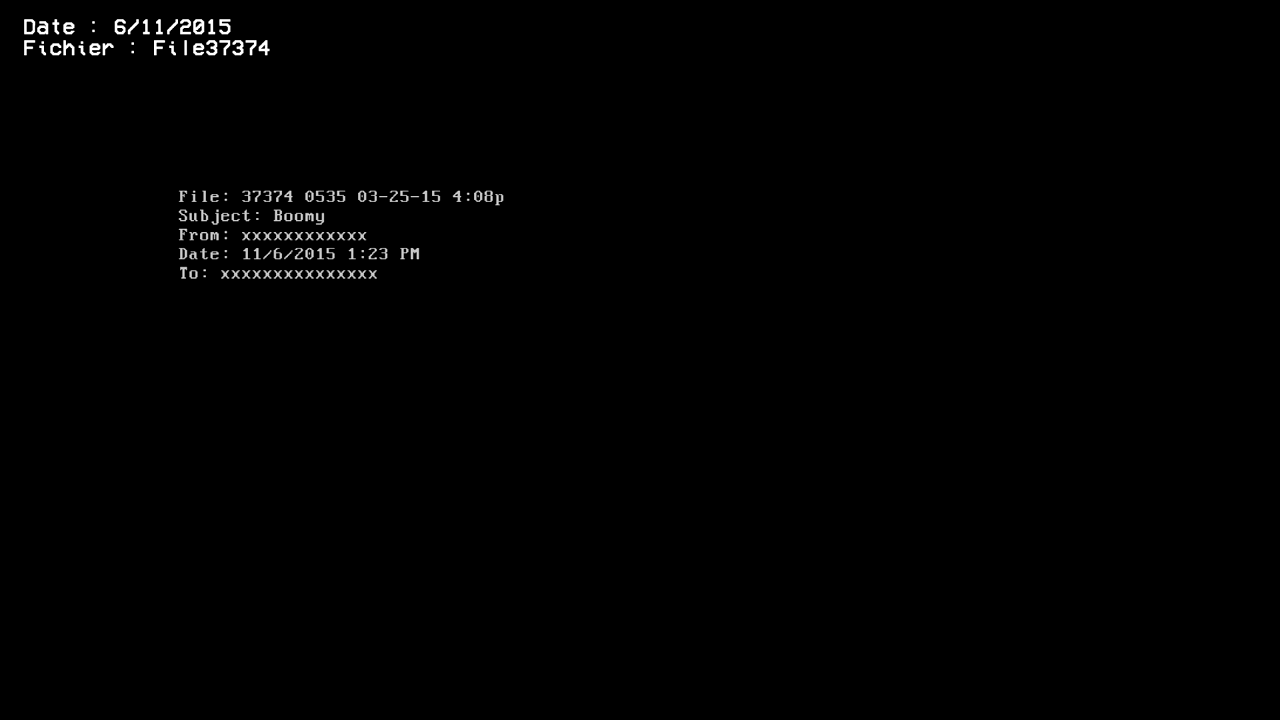 Date : 6/11/2015
Fichier : File37374
File: 37374 0535 03-25-15 4:08p
Subject: Boomy
From: xxxxxxxxxxxx
Date: 11/6/2015 1:23 PM
To: xxxxxxxxxxxxxxx